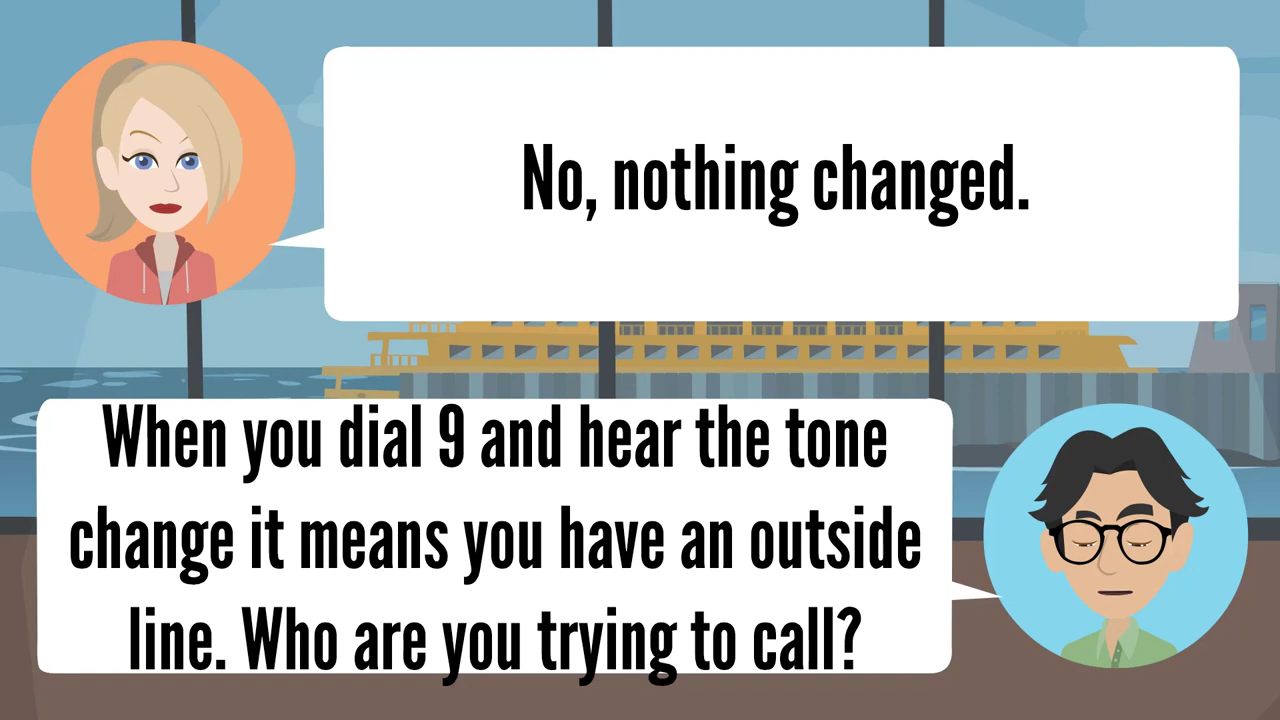 No, nothing changed.
When you dial 9 and hear the tone
change it means you have an outside
line. Who are you trying to call?